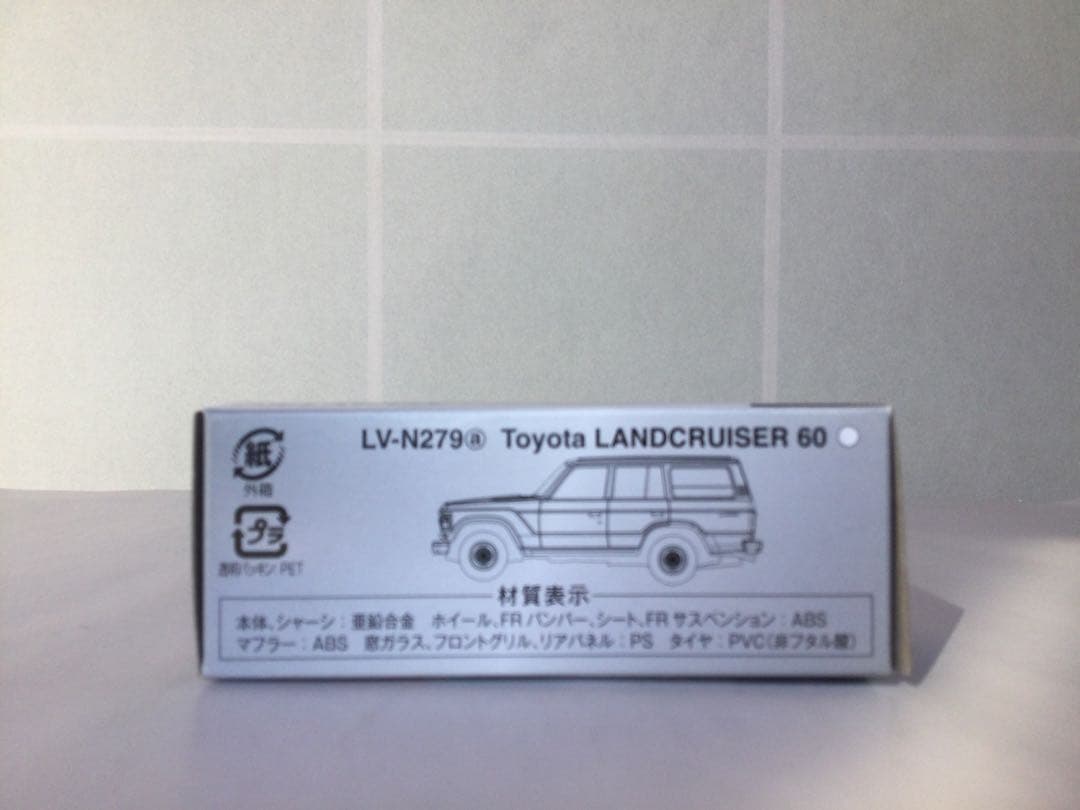 LV-N279ⓐ Toyota LANDCRUISER 60
紙
外箱
プラ
透明パッキン PET
材質表示
本体、シャーシ：亜鉛合金 ホイール、FRバンパー、シート、FRサスペンション：ABS
マフラー：ABS 窓ガラス、フロントグリル、リアパネル：PS タイヤ：PVC（非フタル酸）